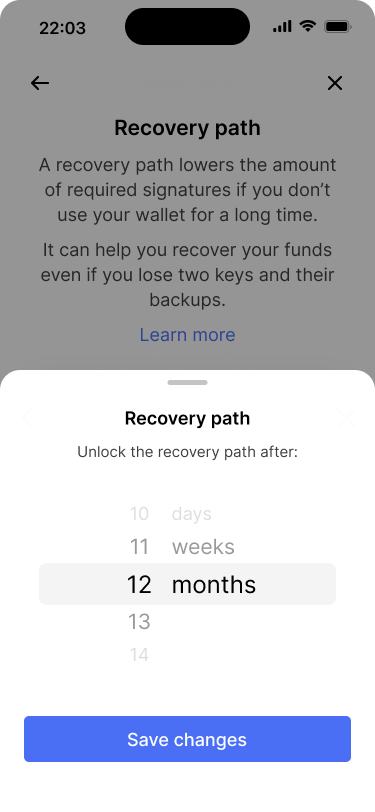 22:03
Recovery path
A recovery path lowers the amount
of required signatures if you don’t
use your wallet for a long time.
It can help you recover your funds
even if you lose two keys and their
backups.
Learn more
Recovery path
Unlock the recovery path after:
10 days
11 weeks
12 months
13
14
Save changes